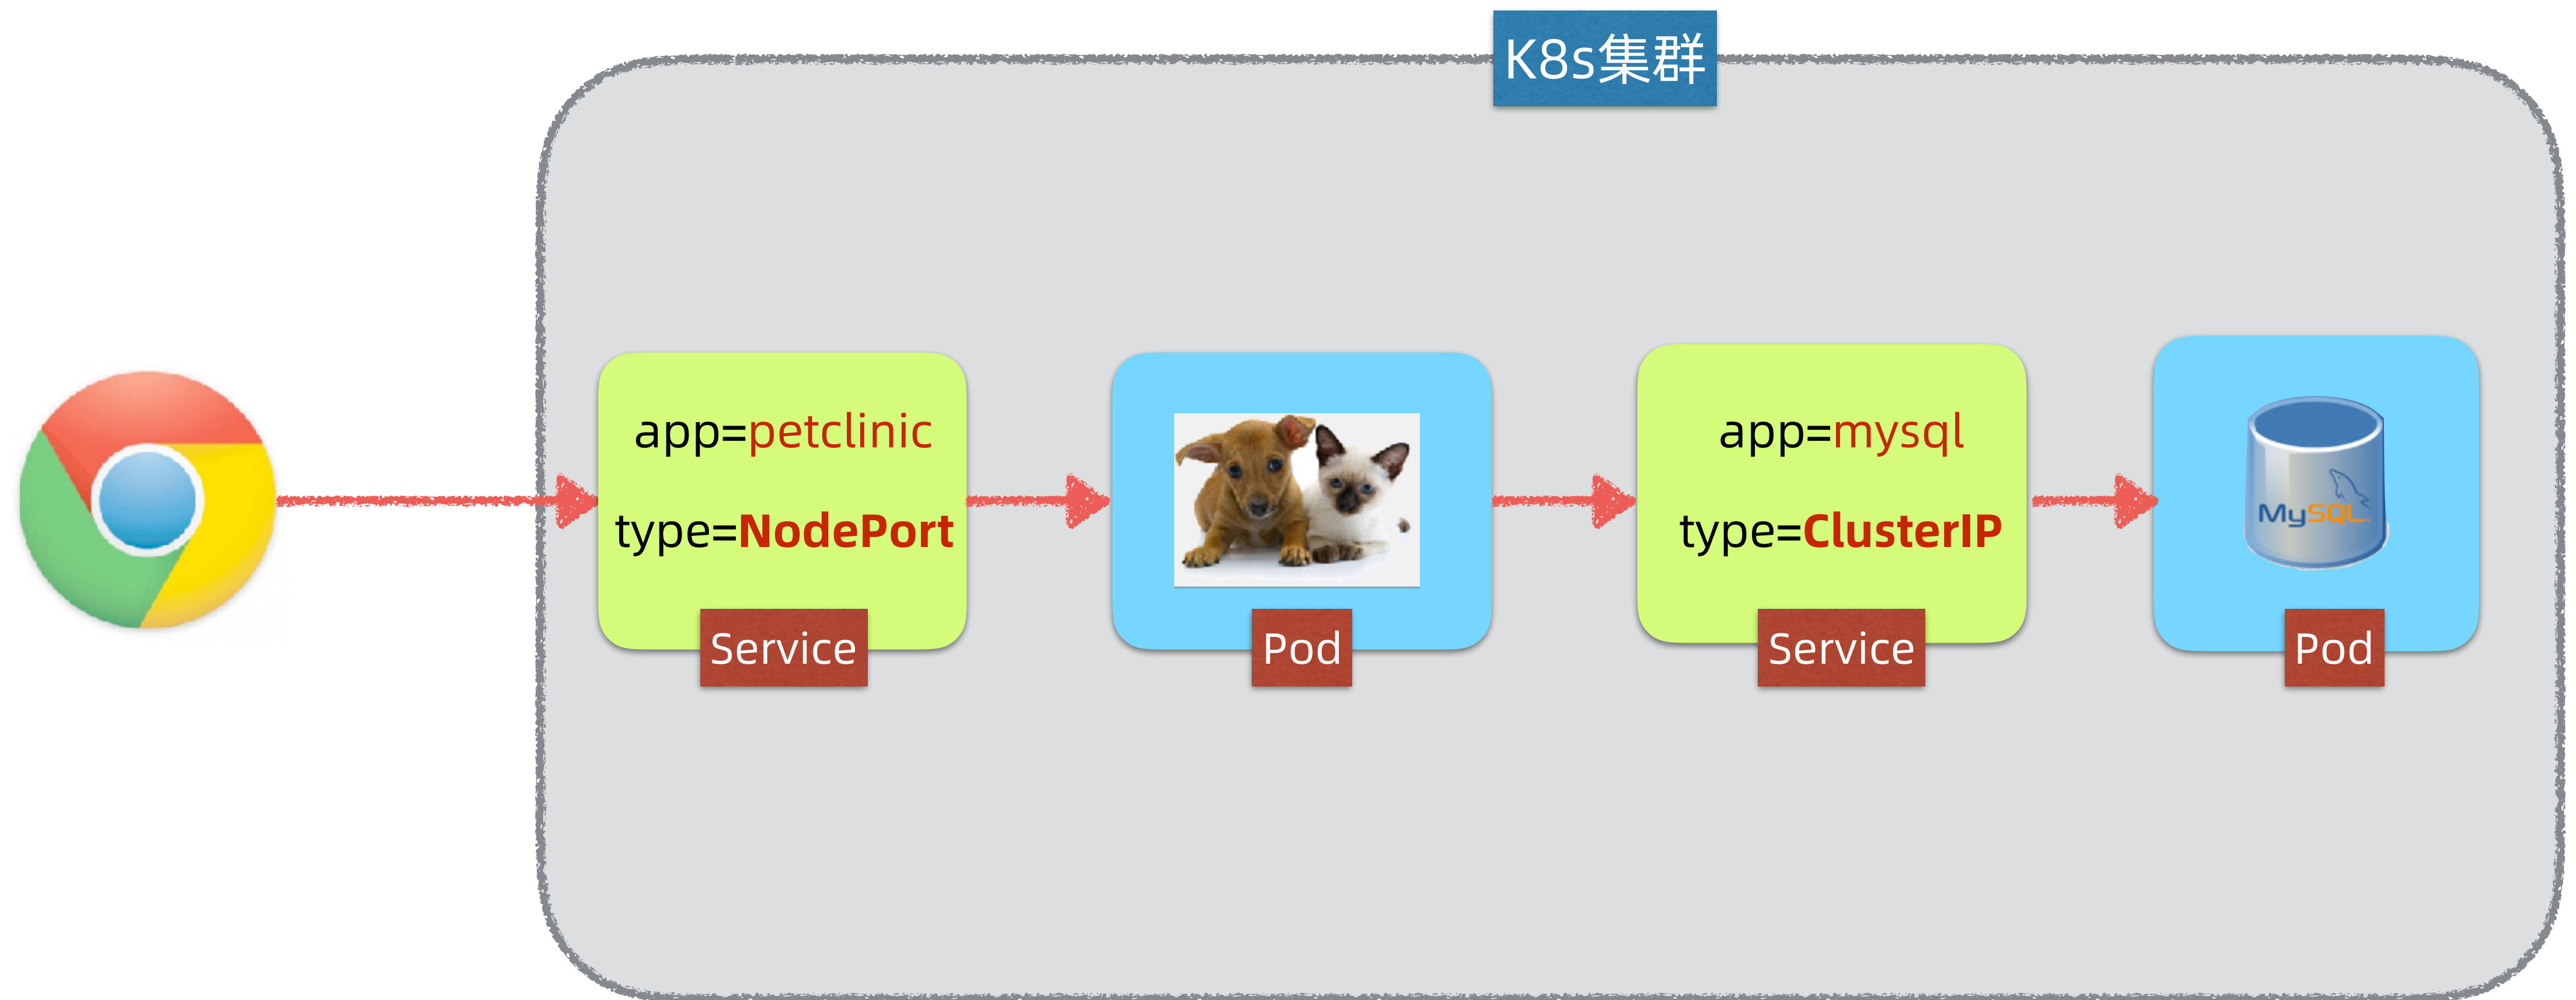 K8s集群
app=petclinic
type=NodePort
Service
Pod
app=mysql
type=ClusterIP
Service
MySQL
Pod